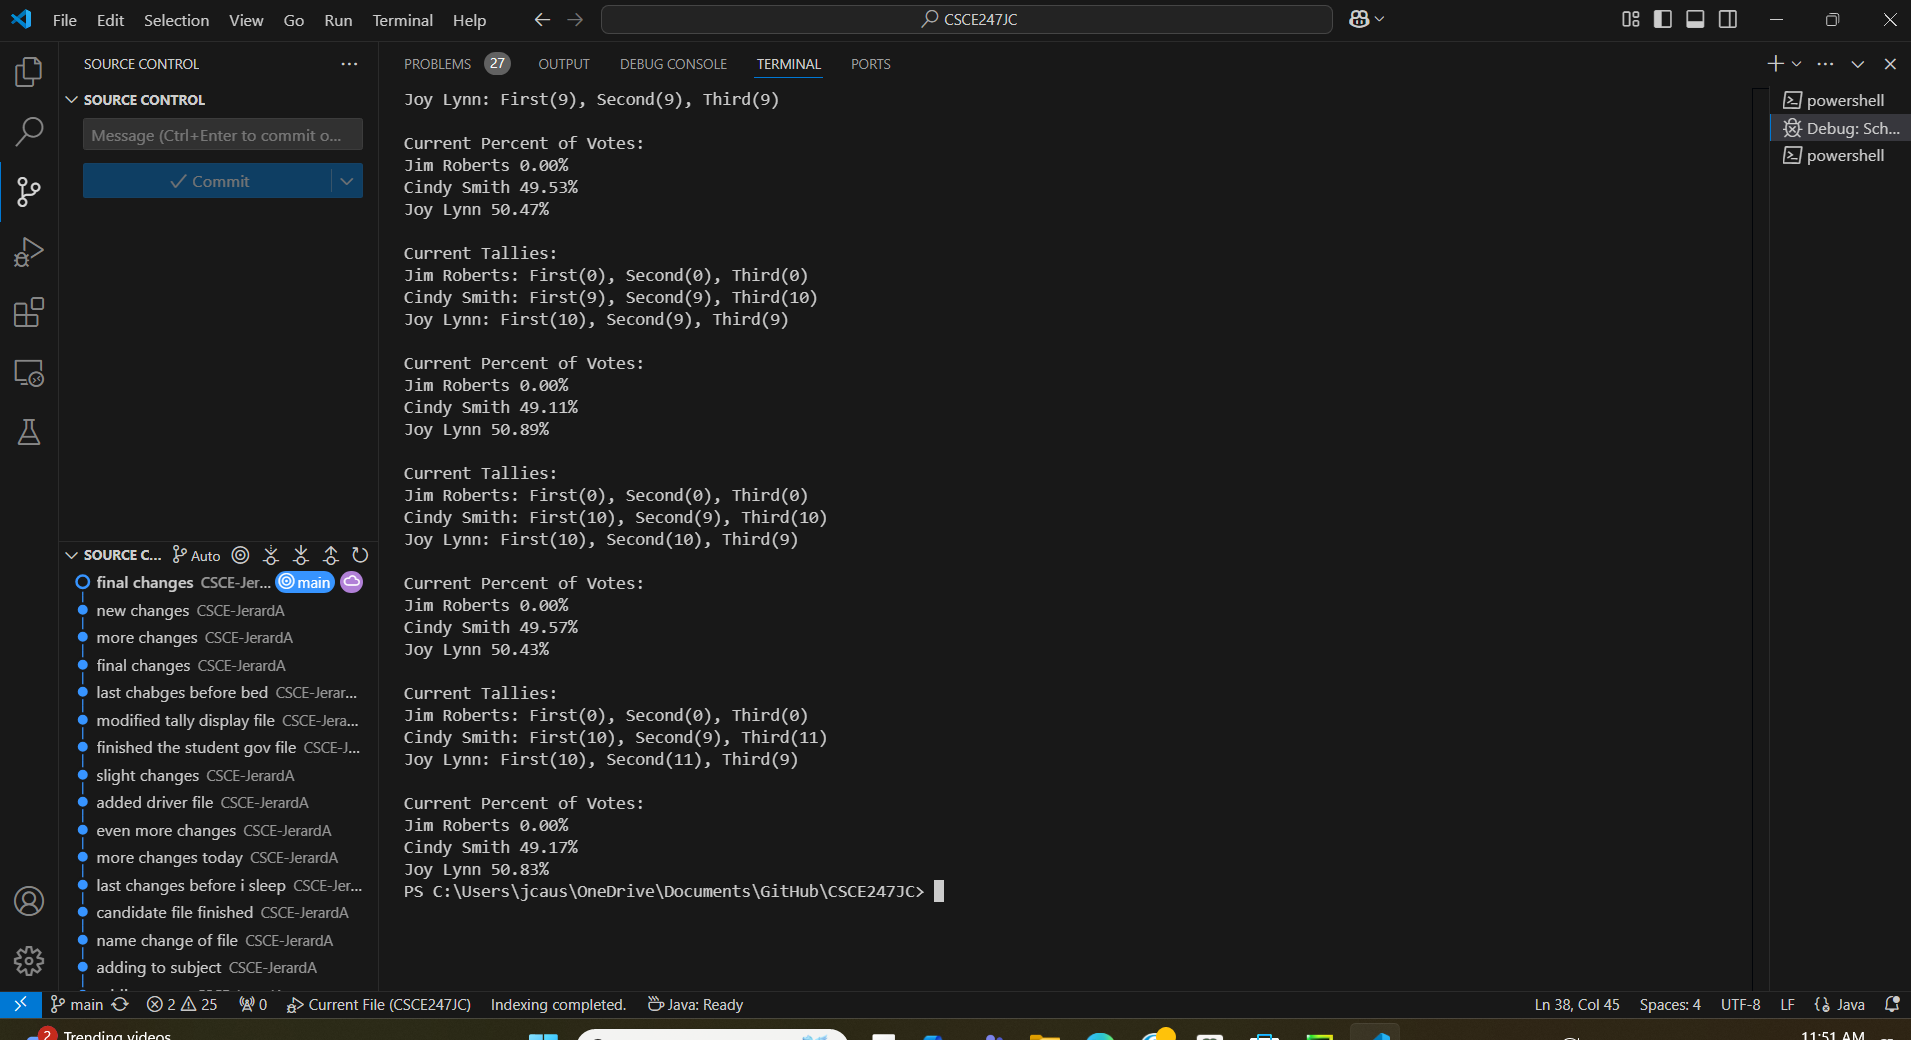 File Edit Selection View Go Run Terminal Help
CSCE247JC
SOURCE CONTROL
SOURCE CONTROL
Message (Ctrl+Enter to commit o...
Commit
SOURCE C... Auto
final changes CSCE-Jer... main
new changes CSCE-JerardA
more changes CSCE-JerardA
final changes CSCE-JerardA
last chabges before bed CSCE-Jerar...
modified tally display file CSCE-Jera...
finished the student gov file CSCE-J...
slight changes CSCE-JerardA
added driver file CSCE-JerardA
even more changes CSCE-JerardA
more changes today CSCE-JerardA
last changes before i sleep CSCE-Jer...
candidate file finished CSCE-JerardA
name change of file CSCE-JerardA
adding to subject CSCE-JerardA
PROBLEMS 27 OUTPUT DEBUG CONSOLE TERMINAL PORTS
Joy Lynn: First(9), Second(9), Third(9)
Current Percent of Votes:
Jim Roberts 0.00%
Cindy Smith 49.53%
Joy Lynn 50.47%
Current Tallies:
Jim Roberts: First(0), Second(0), Third(0)
Cindy Smith: First(9), Second(9), Third(10)
Joy Lynn: First(10), Second(9), Third(9)
Current Percent of Votes:
Jim Roberts 0.00%
Cindy Smith 49.11%
Joy Lynn 50.89%
Current Tallies:
Jim Roberts: First(0), Second(0), Third(0)
Cindy Smith: First(10), Second(9), Third(10)
Joy Lynn: First(10), Second(10), Third(9)
Current Percent of Votes:
Jim Roberts 0.00%
Cindy Smith 49.57%
Joy Lynn 50.43%
Current Tallies:
Jim Roberts: First(0), Second(0), Third(0)
Cindy Smith: First(10), Second(9), Third(11)
Joy Lynn: First(10), Second(11), Third(9)
Current Percent of Votes:
Jim Roberts 0.00%
Cindy Smith 49.17%
Joy Lynn 50.83%
PS C:\Users\jcaus\OneDrive\Documents\GitHub\CSCE247JC>
powershell
Debug: Sch...
powershell
main 2 25 0 Current File (CSCE247JC) Indexing completed. Java: Ready
Ln 38, Col 45 Spaces: 4 UTF-8 LF {} Java
2 Trending videos
11:51 AM